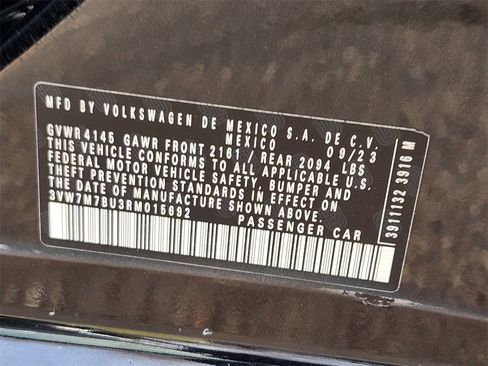 MFD BY VOLKSWAGEN DE MEXICO S.A. DE C.V.
MEXICO 09/23
GVWR 4145 GAWR FRONT 2161 / REAR 2094 LBS
THIS VEHICLE CONFORMS TO ALL APPLICABLE U.S.
FEDERAL MOTOR VEHICLE SAFETY, BUMPER AND
THEFT PREVENTION STANDARDS IN EFFECT ON
THE DATE OF MANUFACTURE SHOWN ABOVE.
3VW7M7BU3RM015692 PASSENGER CAR
3911132 3916 M